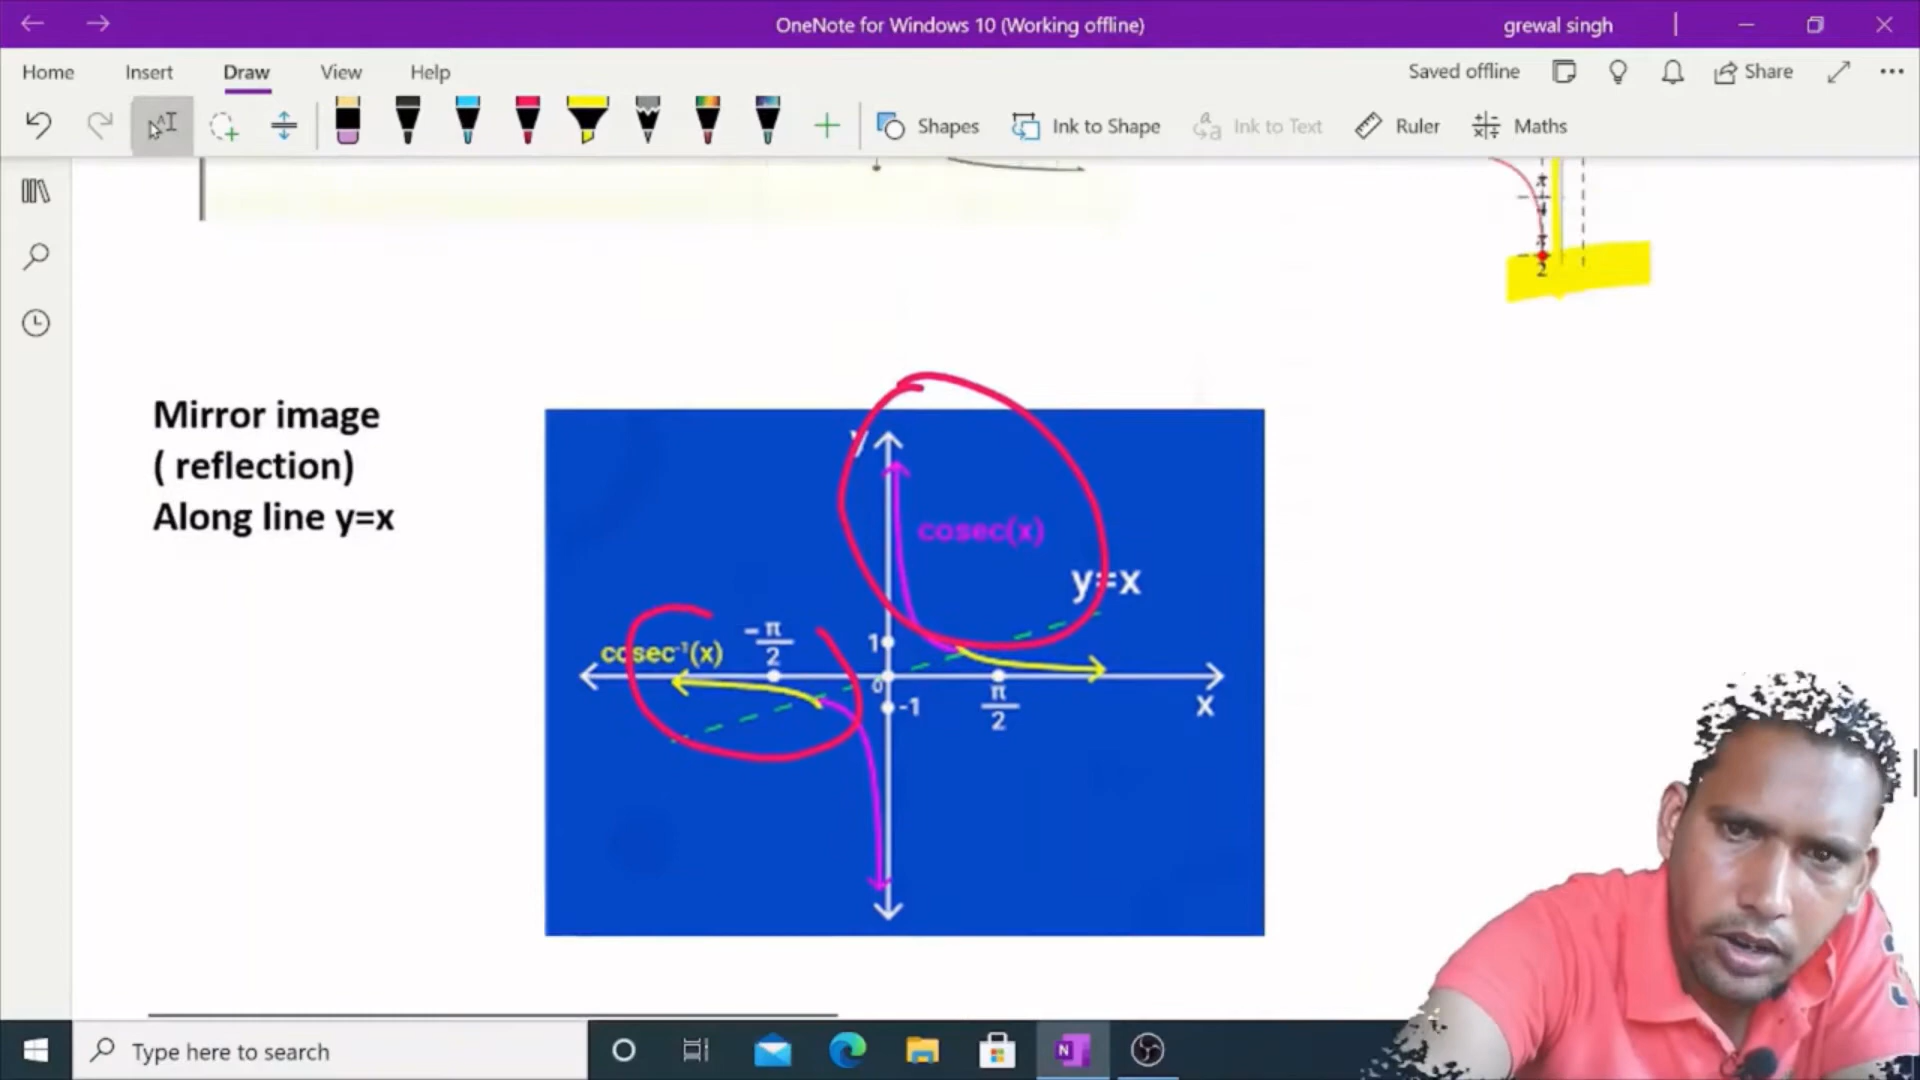 OneNote for Windows 10 (Working offline)
grewal singh
Home Insert Draw View Help
Saved offline
Share
Shapes
Ink to Shape
Ink to Text
Ruler
Maths
π
4
π
2
Mirror image
( reflection)
Along line y=x
y
cosec(x)
y=x
1
-π/2
cosec⁻¹(x)
0
-1
π/2
x
Type here to search